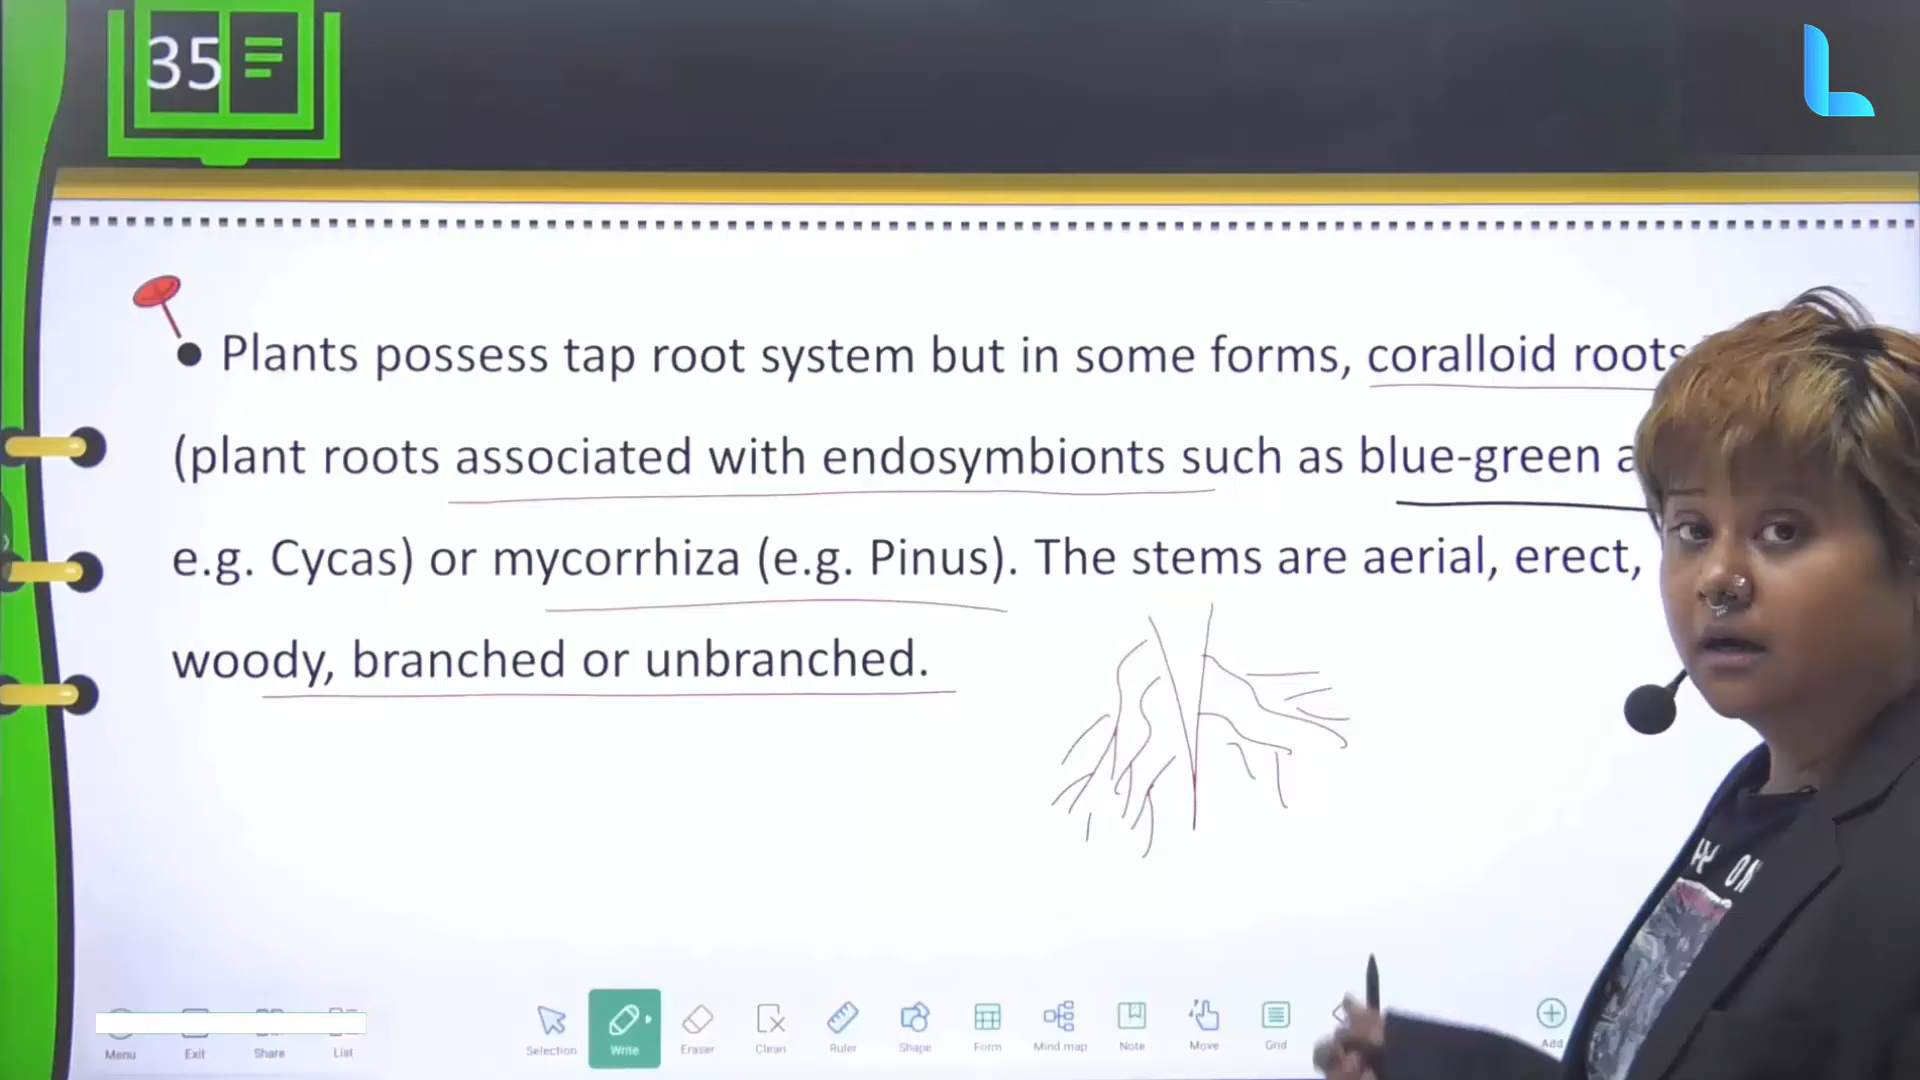 35
Plants possess tap root system but in some forms, coralloid roots
(plant roots associated with endosymbionts such as blue-green
e.g. Cycas) or mycorrhiza (e.g. Pinus). The stems are aerial, erect,
woody, branched or unbranched.
ON
Menu Exit Share List Selection Write Eraser Clean Ruler Shape Form Mind map Note Move Grid Add